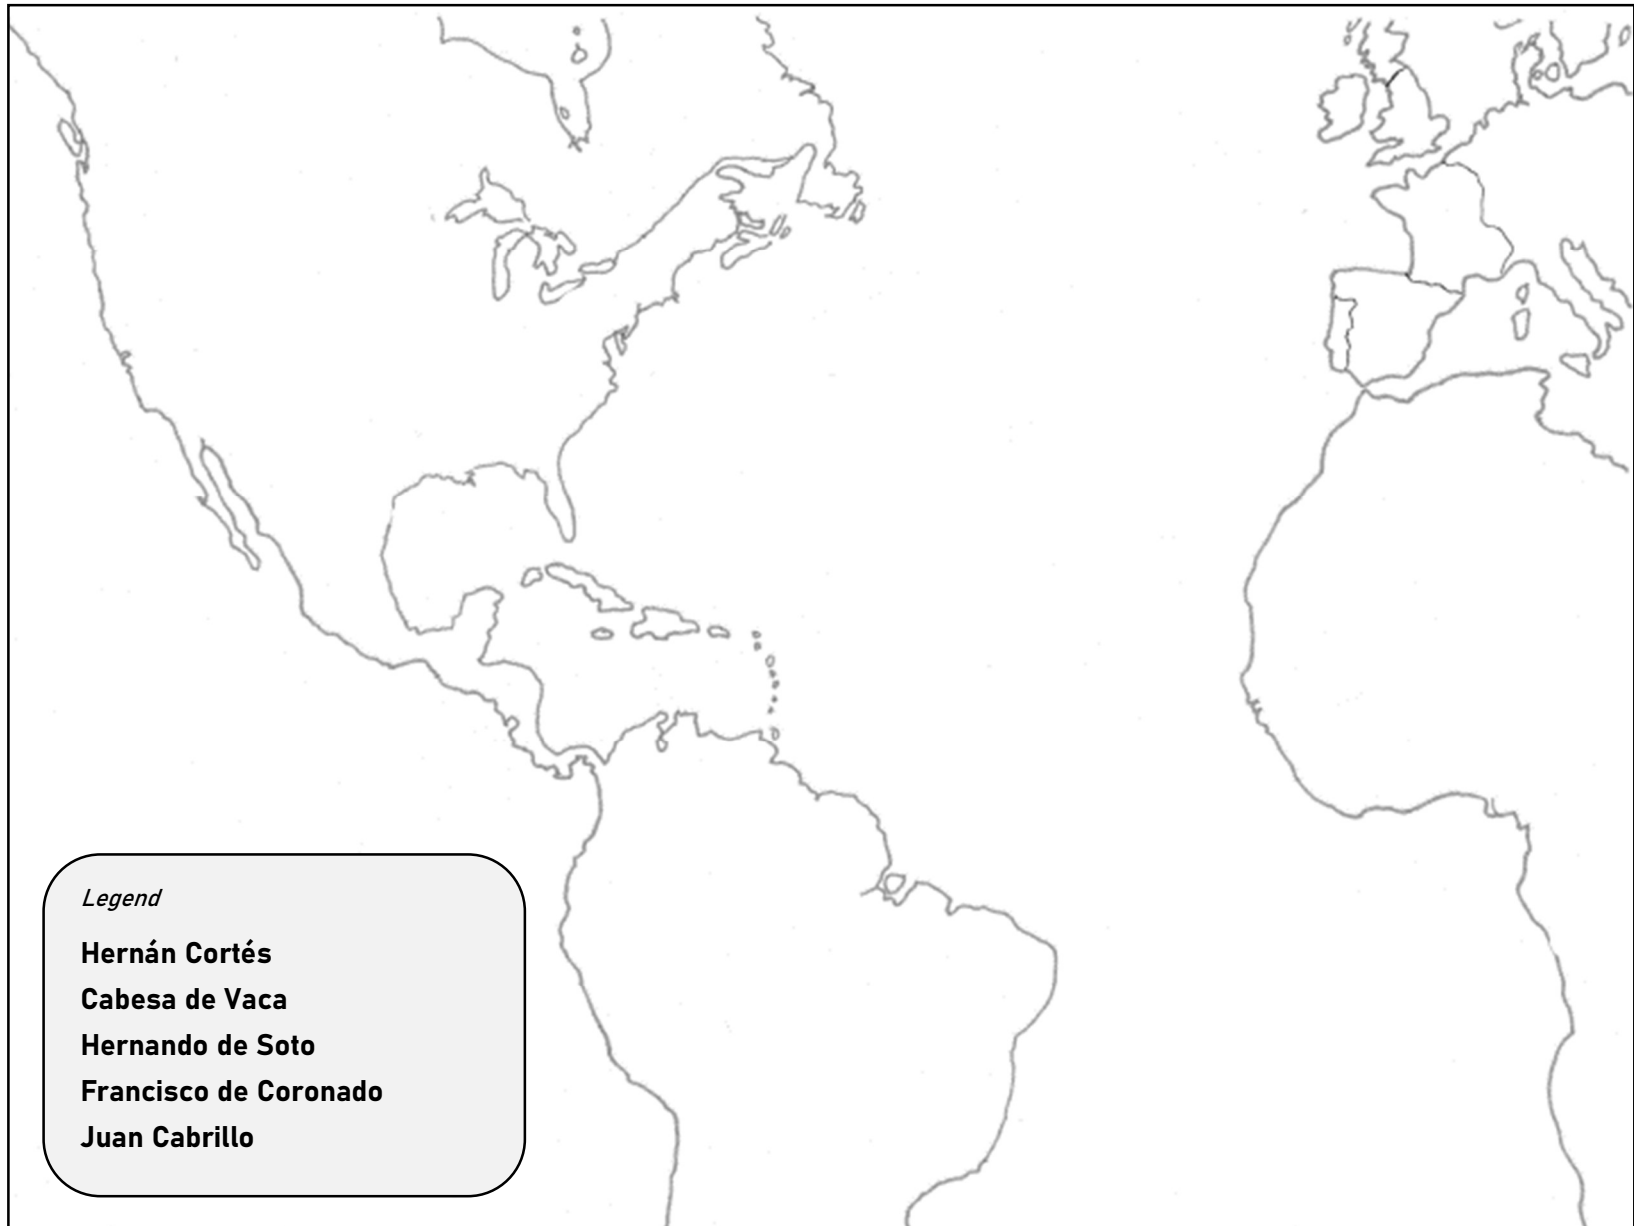 Legend
Hernán Cortés
Cabesa de Vaca
Hernando de Soto
Francisco de Coronado
Juan Cabrillo